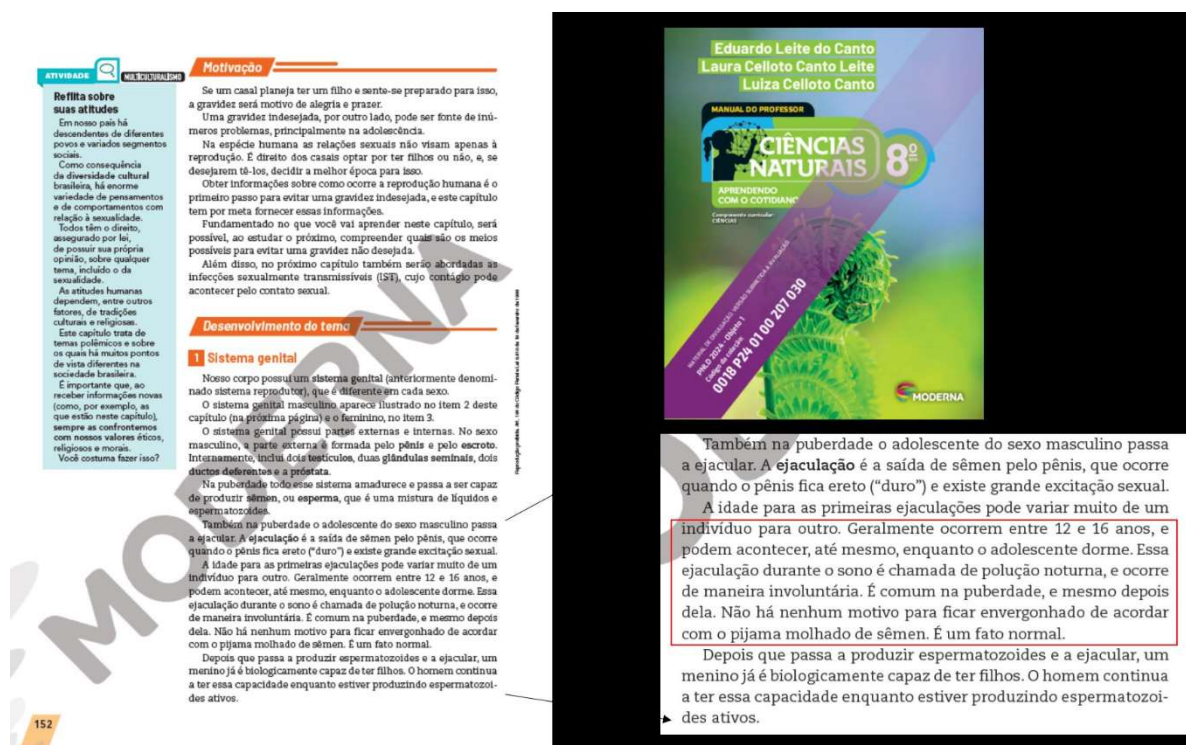 ATIVIDADE
MULTICULTURALISMO
Reflita sobre
suas atitudes
Em nosso país há
descendentes de diferentes
povos e variados segmentos
sociais.
Como consequência
da diversidade cultural
brasileira, há enorme
variedade de pensamentos
e de comportamentos com
relação à sexualidade.
Todos têm o direito,
assegurado por lei,
de possuir sua própria
opinião, sobre qualquer
tema, incluído o da
sexualidade.
As atitudes humanas
dependem, entre outros
fatores, de tradições
culturais e religiosas.
Este capítulo trata de
temas polêmicos e sobre
os quais há muitos pontos
de vista diferentes na
sociedade brasileira.
É importante que, ao
receber informações novas
(como, por exemplo, as
que estão neste capítulo),
sempre as confrontemos
com nossos valores éticos,
religiosos e morais.
Você costuma fazer isso?
Motivação
Se um casal planeja ter um filho e sente-se preparado para isso,
a gravidez será motivo de alegria e prazer.
Uma gravidez indesejada, por outro lado, pode ser fonte de inú-
meros problemas, principalmente na adolescência.
Na espécie humana as relações sexuais não visam apenas à
reprodução. É direito dos casais optar por ter filhos ou não, e, se
desejarem tê-los, decidir a melhor época para isso.
Obter informações sobre como ocorre a reprodução humana é o
primeiro passo para evitar uma gravidez indesejada, e este capítulo
tem por meta fornecer essas informações.
Fundamentado no que você vai aprender neste capítulo, será
possível, ao estudar o próximo, compreender quais são os meios
possíveis para evitar uma gravidez não desejada.
Além disso, no próximo capítulo também serão abordadas as
infecções sexualmente transmissíveis (IST), cujo contágio pode
acontecer pelo contato sexual.
Desenvolvimento do tema
1 Sistema genital
Nosso corpo possui um sistema genital (anteriormente denomi-
nado sistema reprodutor), que é diferente em cada sexo.
O sistema genital masculino aparece ilustrado no item 2 deste
capítulo (na próxima página) e o feminino, no item 3.
O sistema genital possui partes externas e internas. No sexo
masculino, a parte externa é formada pelo pênis e pelo escroto.
Internamente, inclui dois testículos, duas glândulas seminais, dois
ductos deferentes e a próstata.
Na puberdade todo esse sistema amadurece e passa a ser capaz
de produzir sêmen, ou esperma, que é uma mistura de líquidos e
espermatozoides.
Também na puberdade o adolescente do sexo masculino passa
a ejacular. A ejaculação é a saída de sêmen pelo pênis, que ocorre
quando o pênis fica ereto (“duro”) e existe grande excitação sexual.
A idade para as primeiras ejaculações pode variar muito de um
indivíduo para outro. Geralmente ocorrem entre 12 e 16 anos, e
podem acontecer, até mesmo, enquanto o adolescente dorme. Essa
ejaculação durante o sono é chamada de polução noturna, e ocorre
de maneira involuntária. É comum na puberdade, e mesmo depois
dela. Não há nenhum motivo para ficar envergonhado de acordar
com o pijama molhado de sêmen. É um fato normal.
Depois que passa a produzir espermatozoides e a ejacular, um
menino já é biologicamente capaz de ter filhos. O homem continua
a ter essa capacidade enquanto estiver produzindo espermatozoi-
des ativos.
152
MODERNA
Eduardo Leite do Canto
Laura Celloto Canto Leite
Luiza Celloto Canto
MANUAL DO PROFESSOR
CIÊNCIAS
NATURAIS
8º
APRENDENDO
COM O COTIDIANO
Componente curricular:
CIÊNCIAS
MATERIAL DE DIVULGAÇÃO. VERSÃO SUBMETIDA À AVALIAÇÃO
PNLD 2024 - Objeto 1
Código da coleção:
0018 P24 01 00 207 030
MODERNA
Também na puberdade o adolescente do sexo masculino passa
a ejacular. A ejaculação é a saída de sêmen pelo pênis, que ocorre
quando o pênis fica ereto (“duro”) e existe grande excitação sexual.
A idade para as primeiras ejaculações pode variar muito de um
indivíduo para outro. Geralmente ocorrem entre 12 e 16 anos, e
podem acontecer, até mesmo, enquanto o adolescente dorme. Essa
ejaculação durante o sono é chamada de polução noturna, e ocorre
de maneira involuntária. É comum na puberdade, e mesmo depois
dela. Não há nenhum motivo para ficar envergonhado de acordar
com o pijama molhado de sêmen. É um fato normal.
Depois que passa a produzir espermatozoides e a ejacular, um
menino já é biologicamente capaz de ter filhos. O homem continua
a ter essa capacidade enquanto estiver produzindo espermatozoi-
des ativos.